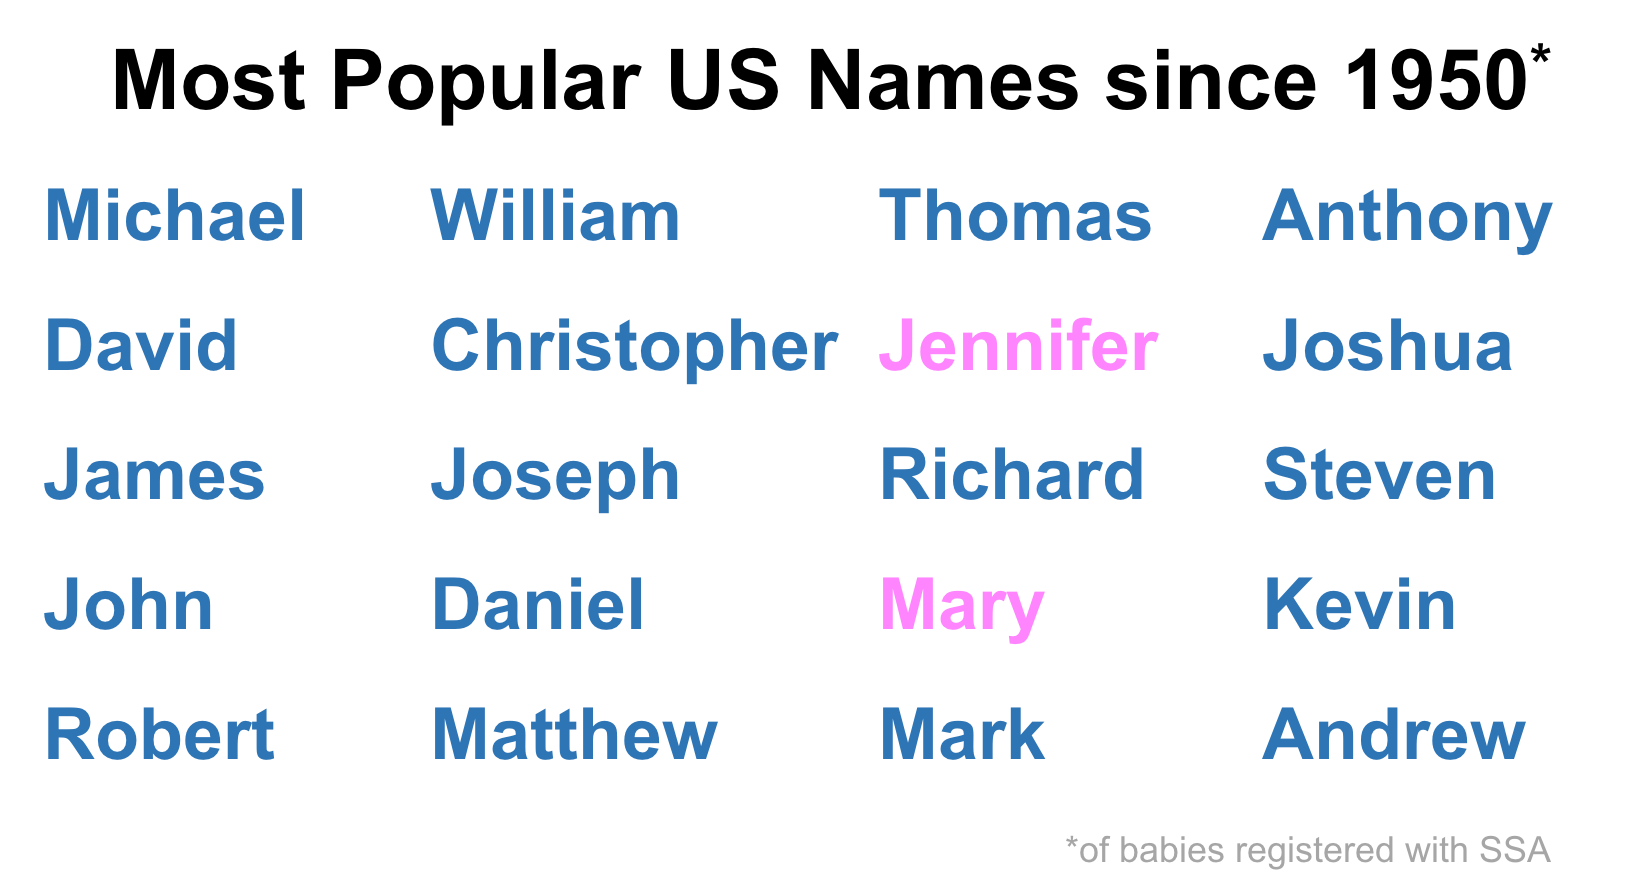 Most Popular US Names since 1950*
Michael William Thomas Anthony
David Christopher Jennifer Joshua
James Joseph Richard Steven
John Daniel Mary Kevin
Robert Matthew Mark Andrew
*of babies registered with SSA